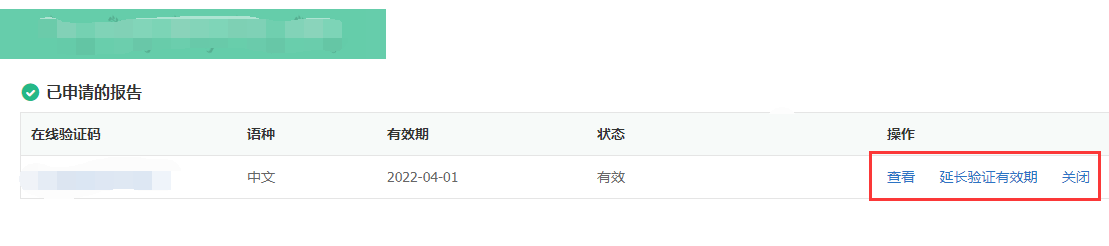 已申请的报告
在线验证码 语种 有效期 状态 操作
中文 2022-04-01 有效 查看 延长验证有效期 关闭